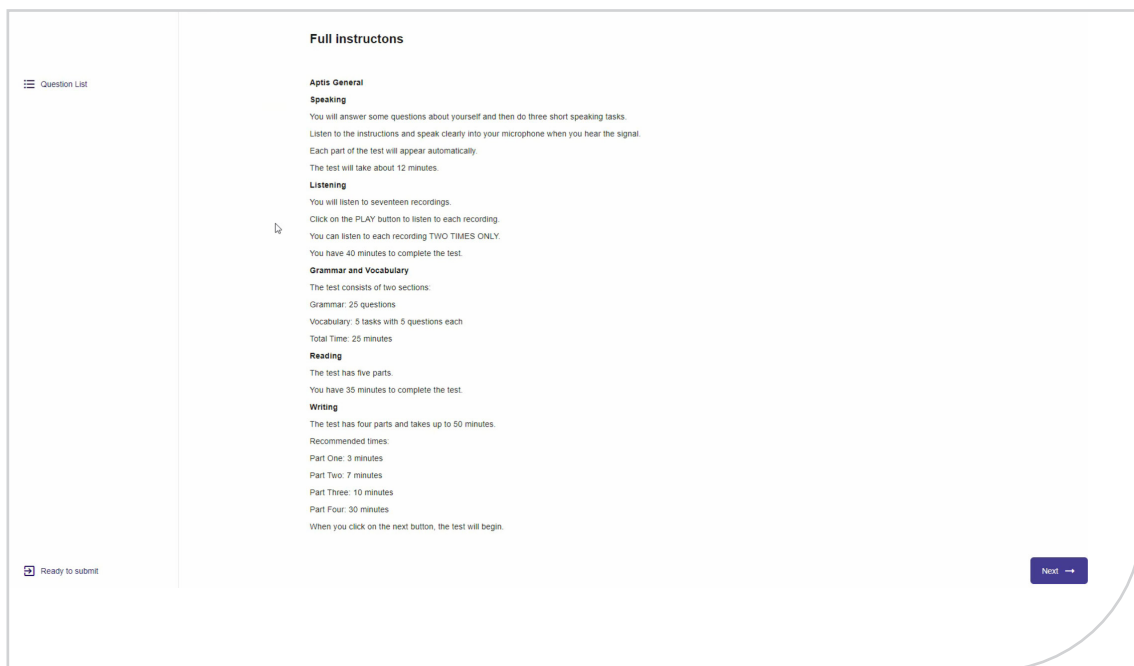 Full instructons
Question List
Aptis General
Speaking
You will answer some questions about yourself and then do three short speaking tasks.
Listen to the instructions and speak clearly into your microphone when you hear the signal.
Each part of the test will appear automatically.
The test will take about 12 minutes.
Listening
You will listen to seventeen recordings.
Click on the PLAY button to listen to each recording.
You can listen to each recording TWO TIMES ONLY.
You have 40 minutes to complete the test.
Grammar and Vocabulary
The test consists of two sections:
Grammar: 25 questions
Vocabulary: 5 tasks with 5 questions each
Total Time: 25 minutes
Reading
The test has five parts.
You have 35 minutes to complete the test.
Writing
The test has four parts and takes up to 50 minutes.
Recommended times:
Part One: 3 minutes
Part Two: 7 minutes
Part Three: 10 minutes
Part Four: 30 minutes
When you click on the next button, the test will begin.
Ready to submit
Next